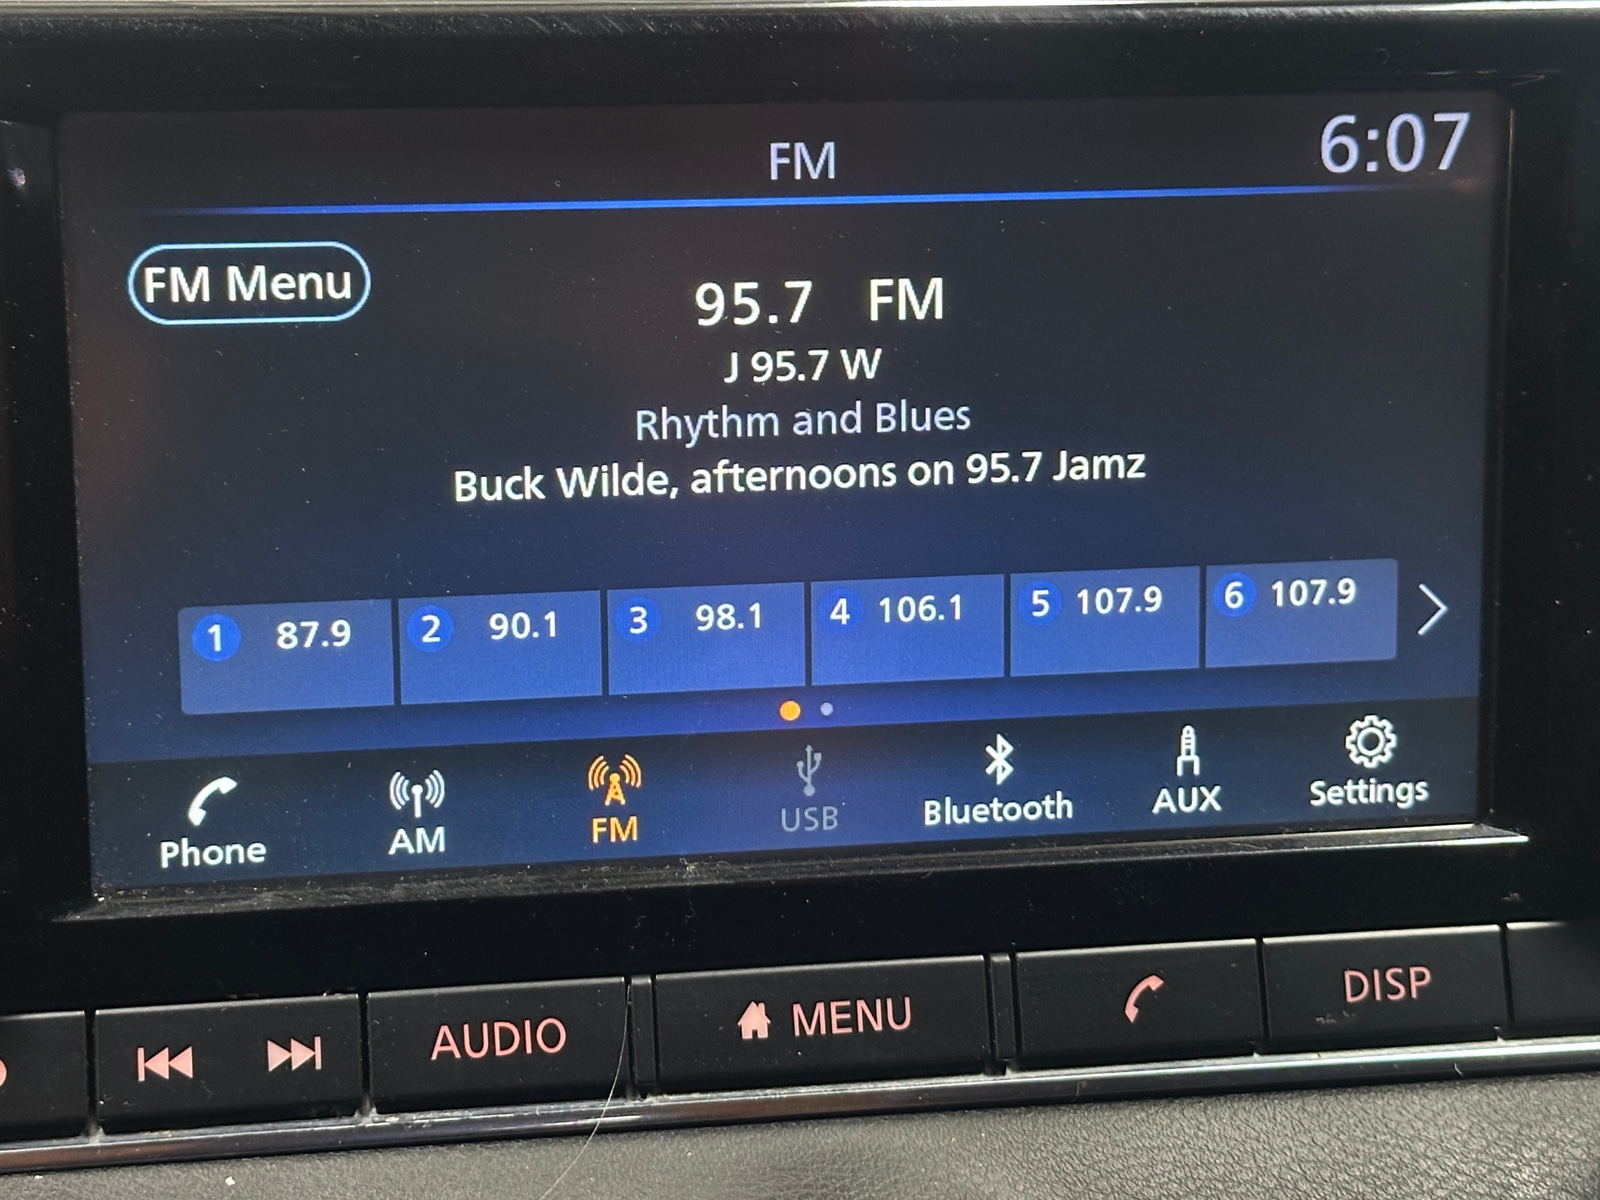 FM
6:07
FM Menu
95.7 FM
J 95.7 W
Rhythm and Blues
Buck Wilde, afternoons on 95.7 Jamz
1 87.9
2 90.1
3 98.1
4 106.1
5 107.9
6 107.9
Phone
AM
FM
USB
Bluetooth
AUX
Settings
AUDIO
MENU
DISP